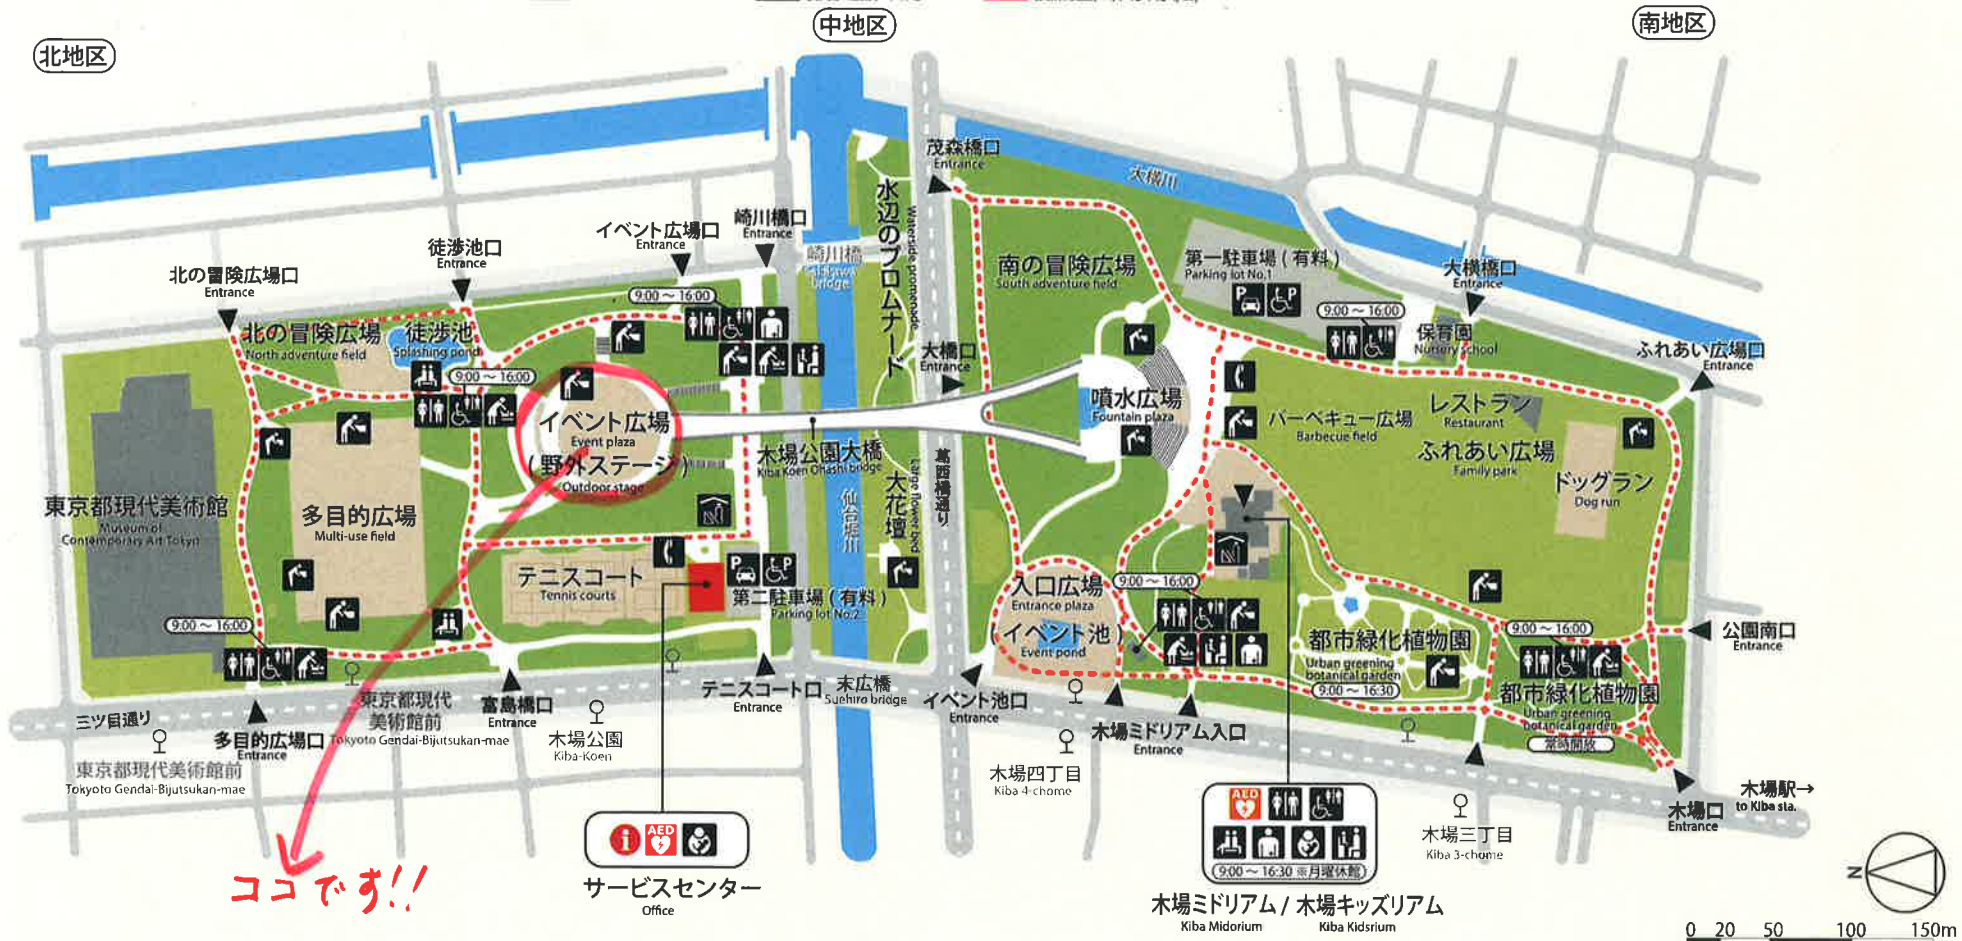 北地区
中地区
南地区
茂森橋口
Entrance
大横川
水辺のプロムナード
Waterside promenade
崎川橋口
Entrance
イベント広場口
Entrance
徒渉池口
Entrance
北の冒険広場口
Entrance
崎川橋
bridge
北の冒険広場
North adventure field
徒渉池
Splashing pond
9:00～16:00
9:00～16:00
イベント広場
Event plaza
(野外ステージ)
Outdoor stage
木場公園大橋
Kiba Koen Ohashi bridge
東京都現代美術館
Museum of
Contemporary Art Tokyo
多目的広場
Multi-use field
テニスコート
Tennis courts
P
P
第二駐車場(有料)
Parking lot No.2
9:00～16:00
仙台堀川
大花壇
Large flower bed
葛西橋通り
大橋口
Entrance
南の冒険広場
South adventure field
第一駐車場(有料)
Parking lot No.1
P
P
9:00～16:00
保育園
Nursery school
大横橋口
Entrance
ふれあい広場口
Entrance
噴水広場
Fountain plaza
バーベキュー広場
Barbecue field
レストラン
Restaurant
ふれあい広場
Family park
ドッグラン
Dog run
入口広場
Entrance plaza
(イベント池)
Event pond
9:00～16:00
都市緑化植物園
Urban greening
botanical garden
9:00～16:30
9:00～16:00
都市緑化植物園
Urban greening
botanical garden
常時開放
公園南口
Entrance
三ツ目通り
多目的広場口
Entrance
東京都現代
美術館前
Tokyoto Gendai-Bijutsukan-mae
富島橋口
Entrance
木場公園
Kiba-Koen
テニスコート口
Entrance
末広橋
Suehiro bridge
イベント池口
Entrance
木場ミドリアム入口
Entrance
東京都現代美術館前
Tokyoto Gendai-Bijutsukan-mae
木場四丁目
Kiba 4-chome
木場三丁目
Kiba 3-chome
木場口
Entrance
木場駅→
to Kiba sta.
ココです!!
i
AED
サービスセンター
Office
AED
9:00～16:30 ※月曜休館
木場ミドリアム / 木場キッズリアム
Kiba Midorium
Kiba Kidsrium
N
0 20 50 100 150m